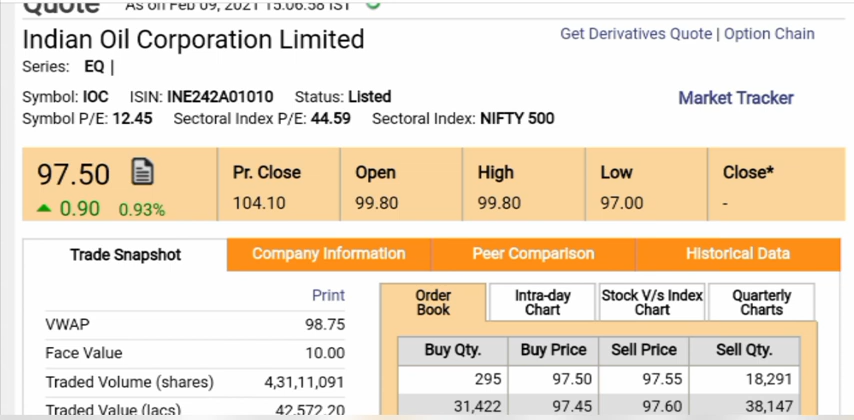 Quote As on Feb 09, 2021 15:06:58 IST
Indian Oil Corporation Limited
Get Derivatives Quote | Option Chain
Series: EQ |
Symbol: IOC ISIN: INE242A01010 Status: Listed
Market Tracker
Symbol P/E: 12.45 Sectoral Index P/E: 44.59 Sectoral Index: NIFTY 500
97.50 Pr. Close Open High Low Close*
0.90 0.93% 104.10 99.80 99.80 97.00 -
Trade Snapshot Company Information Peer Comparison Historical Data
Print
Order Book Intra-day Chart Stock V/s Index Chart Quarterly Charts
VWAP 98.75
Face Value 10.00
Traded Volume (shares) 4,31,11,091
Traded Value (lacs) 42,572.20
Buy Qty. Buy Price Sell Price Sell Qty.
295 97.50 97.55 18,291
31,422 97.45 97.60 38,147